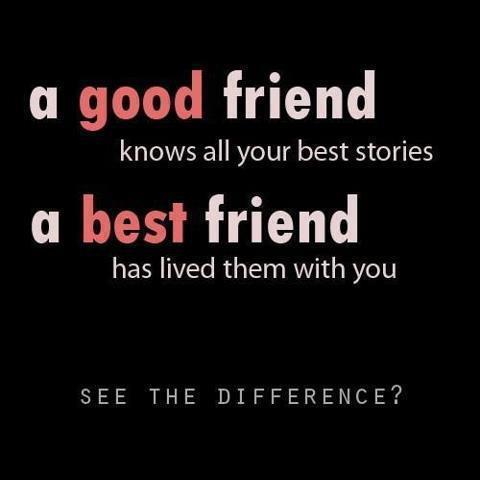 a good friend
knows all your best stories
a best friend
has lived them with you
SEE THE DIFFERENCE?